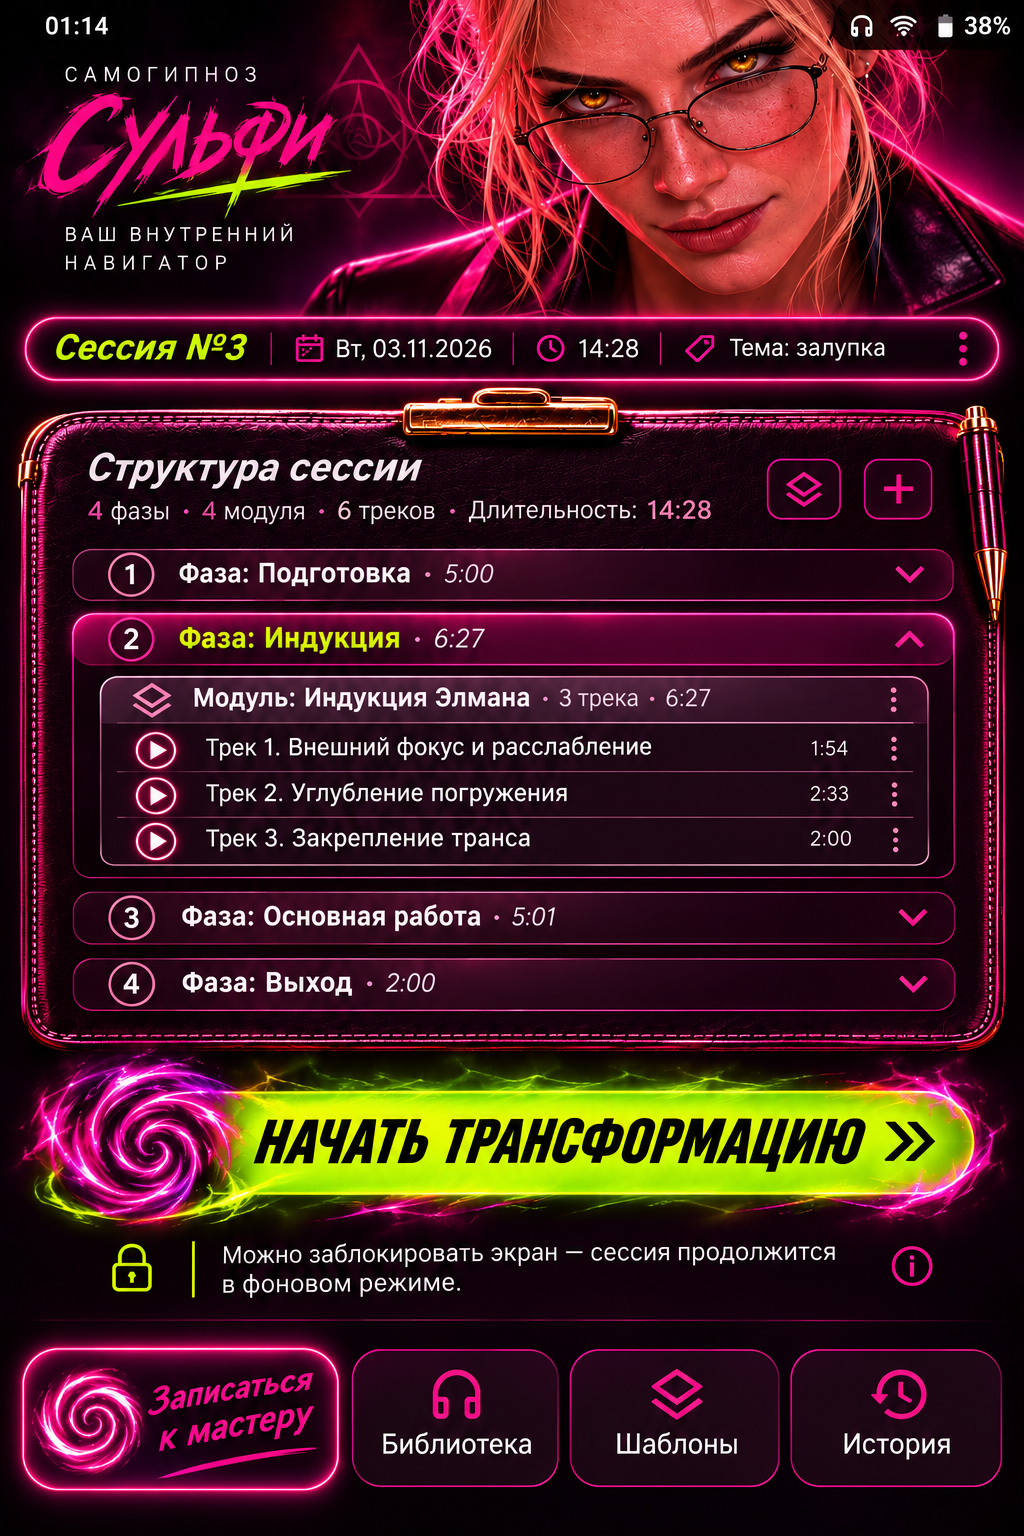 01:14
38%
САМОГИПНОЗ
Сульфи
ВАШ ВНУТРЕННИЙ
НАВИГАТОР
Сессия №3
Вт, 03.11.2026
14:28
Тема: залупка
Структура сессии
4 фазы • 4 модуля • 6 треков • Длительность: 14:28
1 Фаза: Подготовка • 5:00
2 Фаза: Индукция • 6:27
Модуль: Индукция Элмана • 3 трека • 6:27
Трек 1. Внешний фокус и расслабление 1:54
Трек 2. Углубление погружения 2:33
Трек 3. Закрепление транса 2:00
3 Фаза: Основная работа • 5:01
4 Фаза: Выход • 2:00
НАЧАТЬ ТРАНСФОРМАЦИЮ
Можно заблокировать экран — сессия продолжится
в фоновом режиме.
Записаться
к мастеру
Библиотека
Шаблоны
История